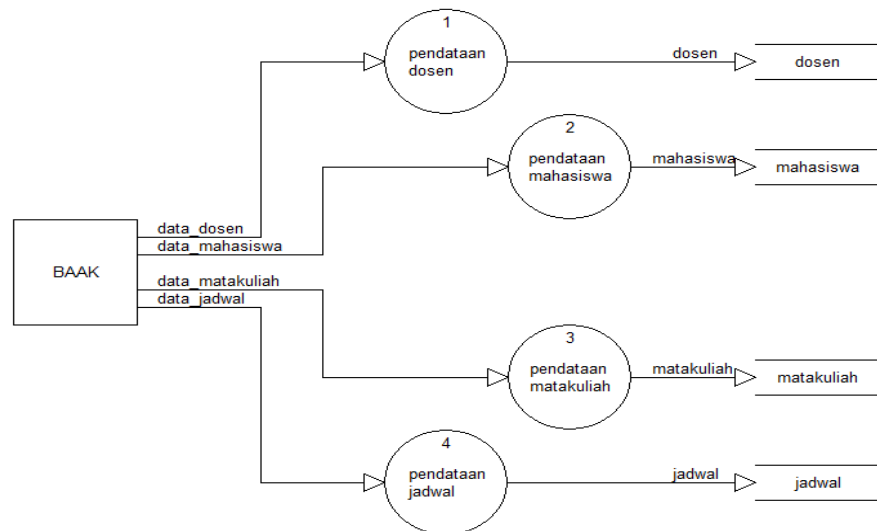 1
pendataan
dosen
dosen
dosen
2
pendataan
mahasiswa
mahasiswa
mahasiswa
BAAK
data_dosen
data_mahasiswa
data_matakuliah
data_jadwal
3
pendataan
matakuliah
matakuliah
matakuliah
4
pendataan
jadwal
jadwal
jadwal